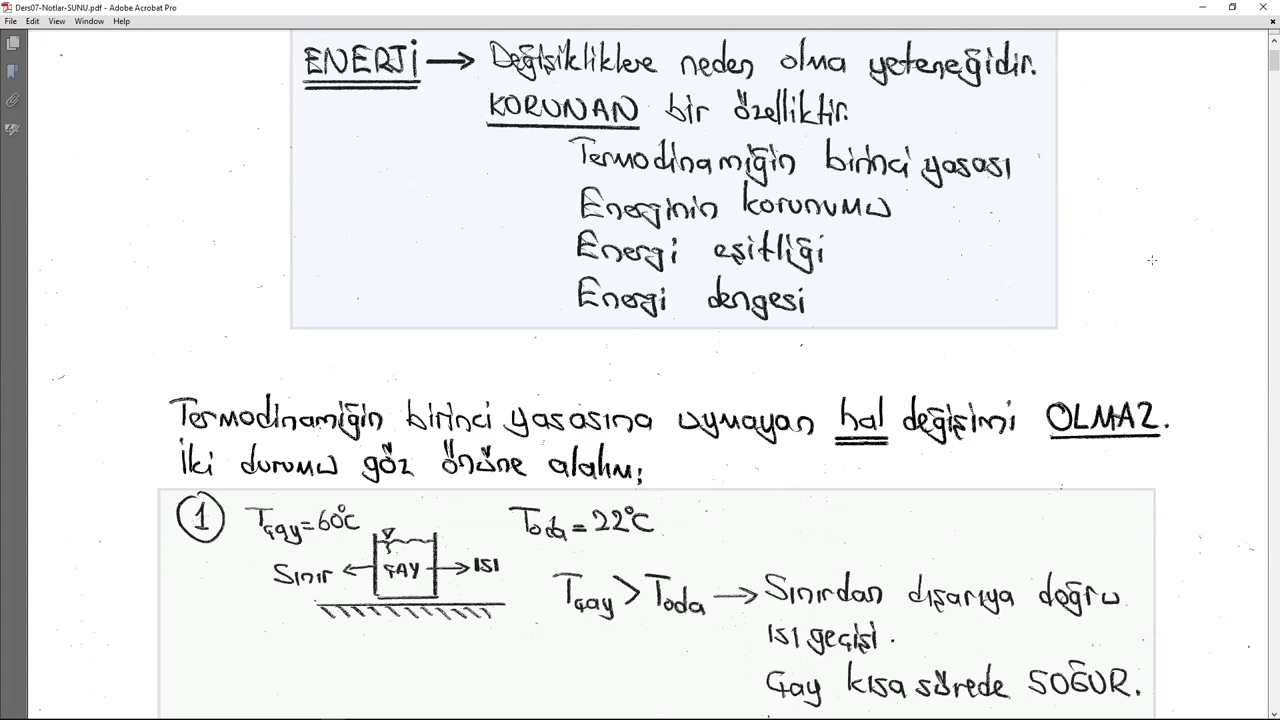 Ders07-Notlar-SUNU.pdf - Adobe Acrobat Pro
File Edit View Window Help
ENERJİ → Değişikliklere neden olma yeteneğidir.
KORUNAN bir özelliktir.
Termodinamiğin birinci yasası
Energinin korunumu
Energi eşitliği
Energi dengesi
Termodinamiğin birinci yasasına uymayan hal değişimi OLMAZ.
İki durumu göz önüne alalım;
1 Tçay=60°C Toda=22°C
Sınır ← ÇAY → ISI
Tçay > Toda → Sınırdan dışarıya doğru
ısı geçişi.
Çay kısa sürede SOĞUR.